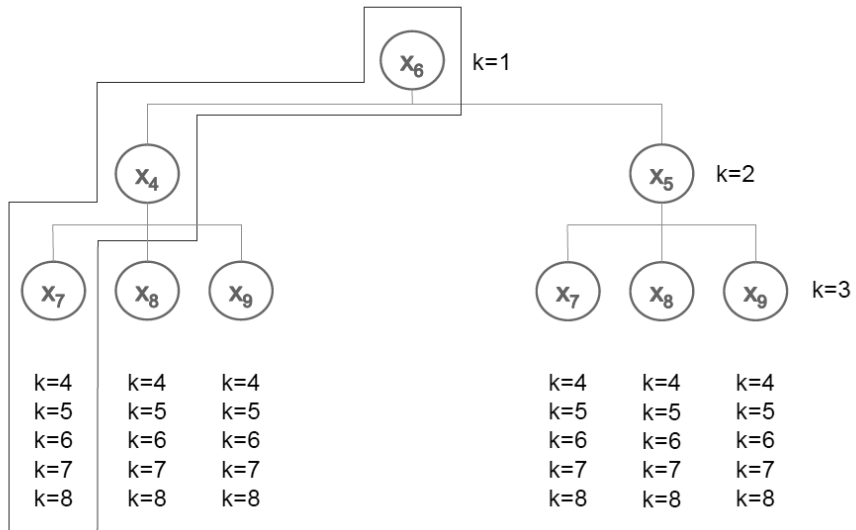 x₆ k=1
x₄ x₅ k=2
x₇ x₈ x₉ x₇ x₈ x₉ k=3
k=4 k=4 k=4 k=4 k=4 k=4
k=5 k=5 k=5 k=5 k=5 k=5
k=6 k=6 k=6 k=6 k=6 k=6
k=7 k=7 k=7 k=7 k=7 k=7
k=8 k=8 k=8 k=8 k=8 k=8